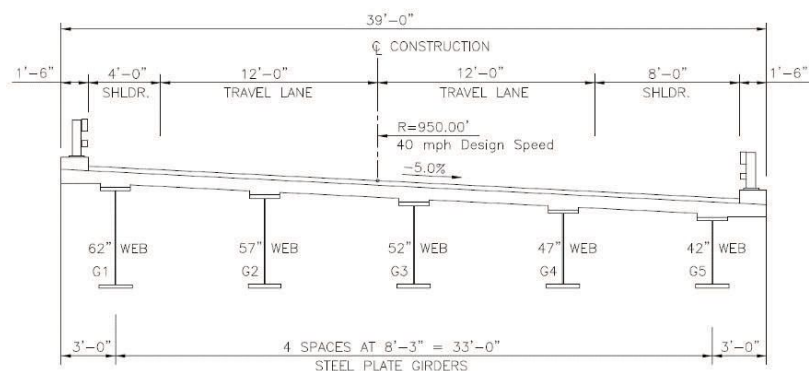 39'-0"
℄ CONSTRUCTION
1'-6" 4'-0" 12'-0" 12'-0" 8'-0" 1'-6"
SHLDR. TRAVEL LANE TRAVEL LANE SHLDR.
R=950.00'
40 mph Design Speed
-5.0%
62" WEB 57" WEB 52" WEB 47" WEB 42" WEB
G1 G2 G3 G4 G5
3'-0" 4 SPACES AT 8'-3" = 33'-0" 3'-0"
STEEL PLATE GIRDERS